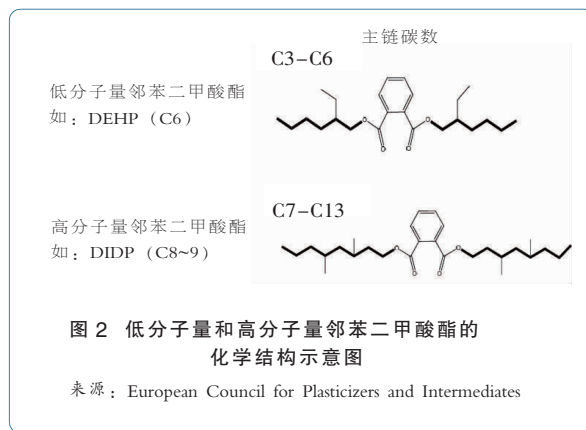 主链碳数
C3-C6
低分子量邻苯二甲酸酯
如：DEHP（C6）
O
O
O
O
C7-C13
高分子量邻苯二甲酸酯
如：DIDP（C8~9）
O
O
O
O
图 2 低分子量和高分子量邻苯二甲酸酯的
化学结构示意图
来源：European Council for Plasticizers and Intermediates